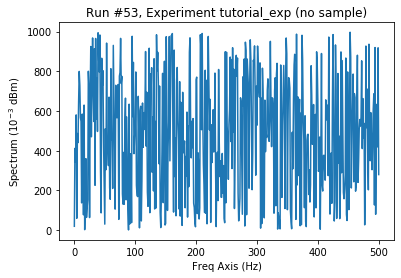 Run #53, Experiment tutorial_exp (no sample)
Spectrum (10⁻³ dBm)
1000
800
600
400
200
0
0 100 200 300 400 500
Freq Axis (Hz)